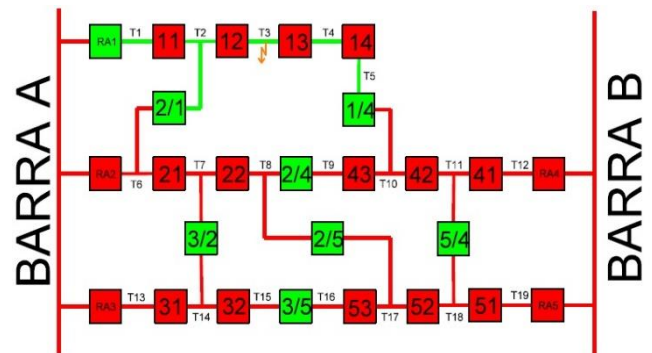 BARRA A
BARRA B
RA1 T1 11 T2 12 T3 13 T4 14
T5
2/1 1/4
RA2 T6 21 T7 22 T8 2/4 T9 43 T10 42 T11 41 T12 RA4
3/2 2/5 5/4
RA3 T13 31 T14 32 T15 3/5 T16 53 T17 52 T18 51 T19 RA5